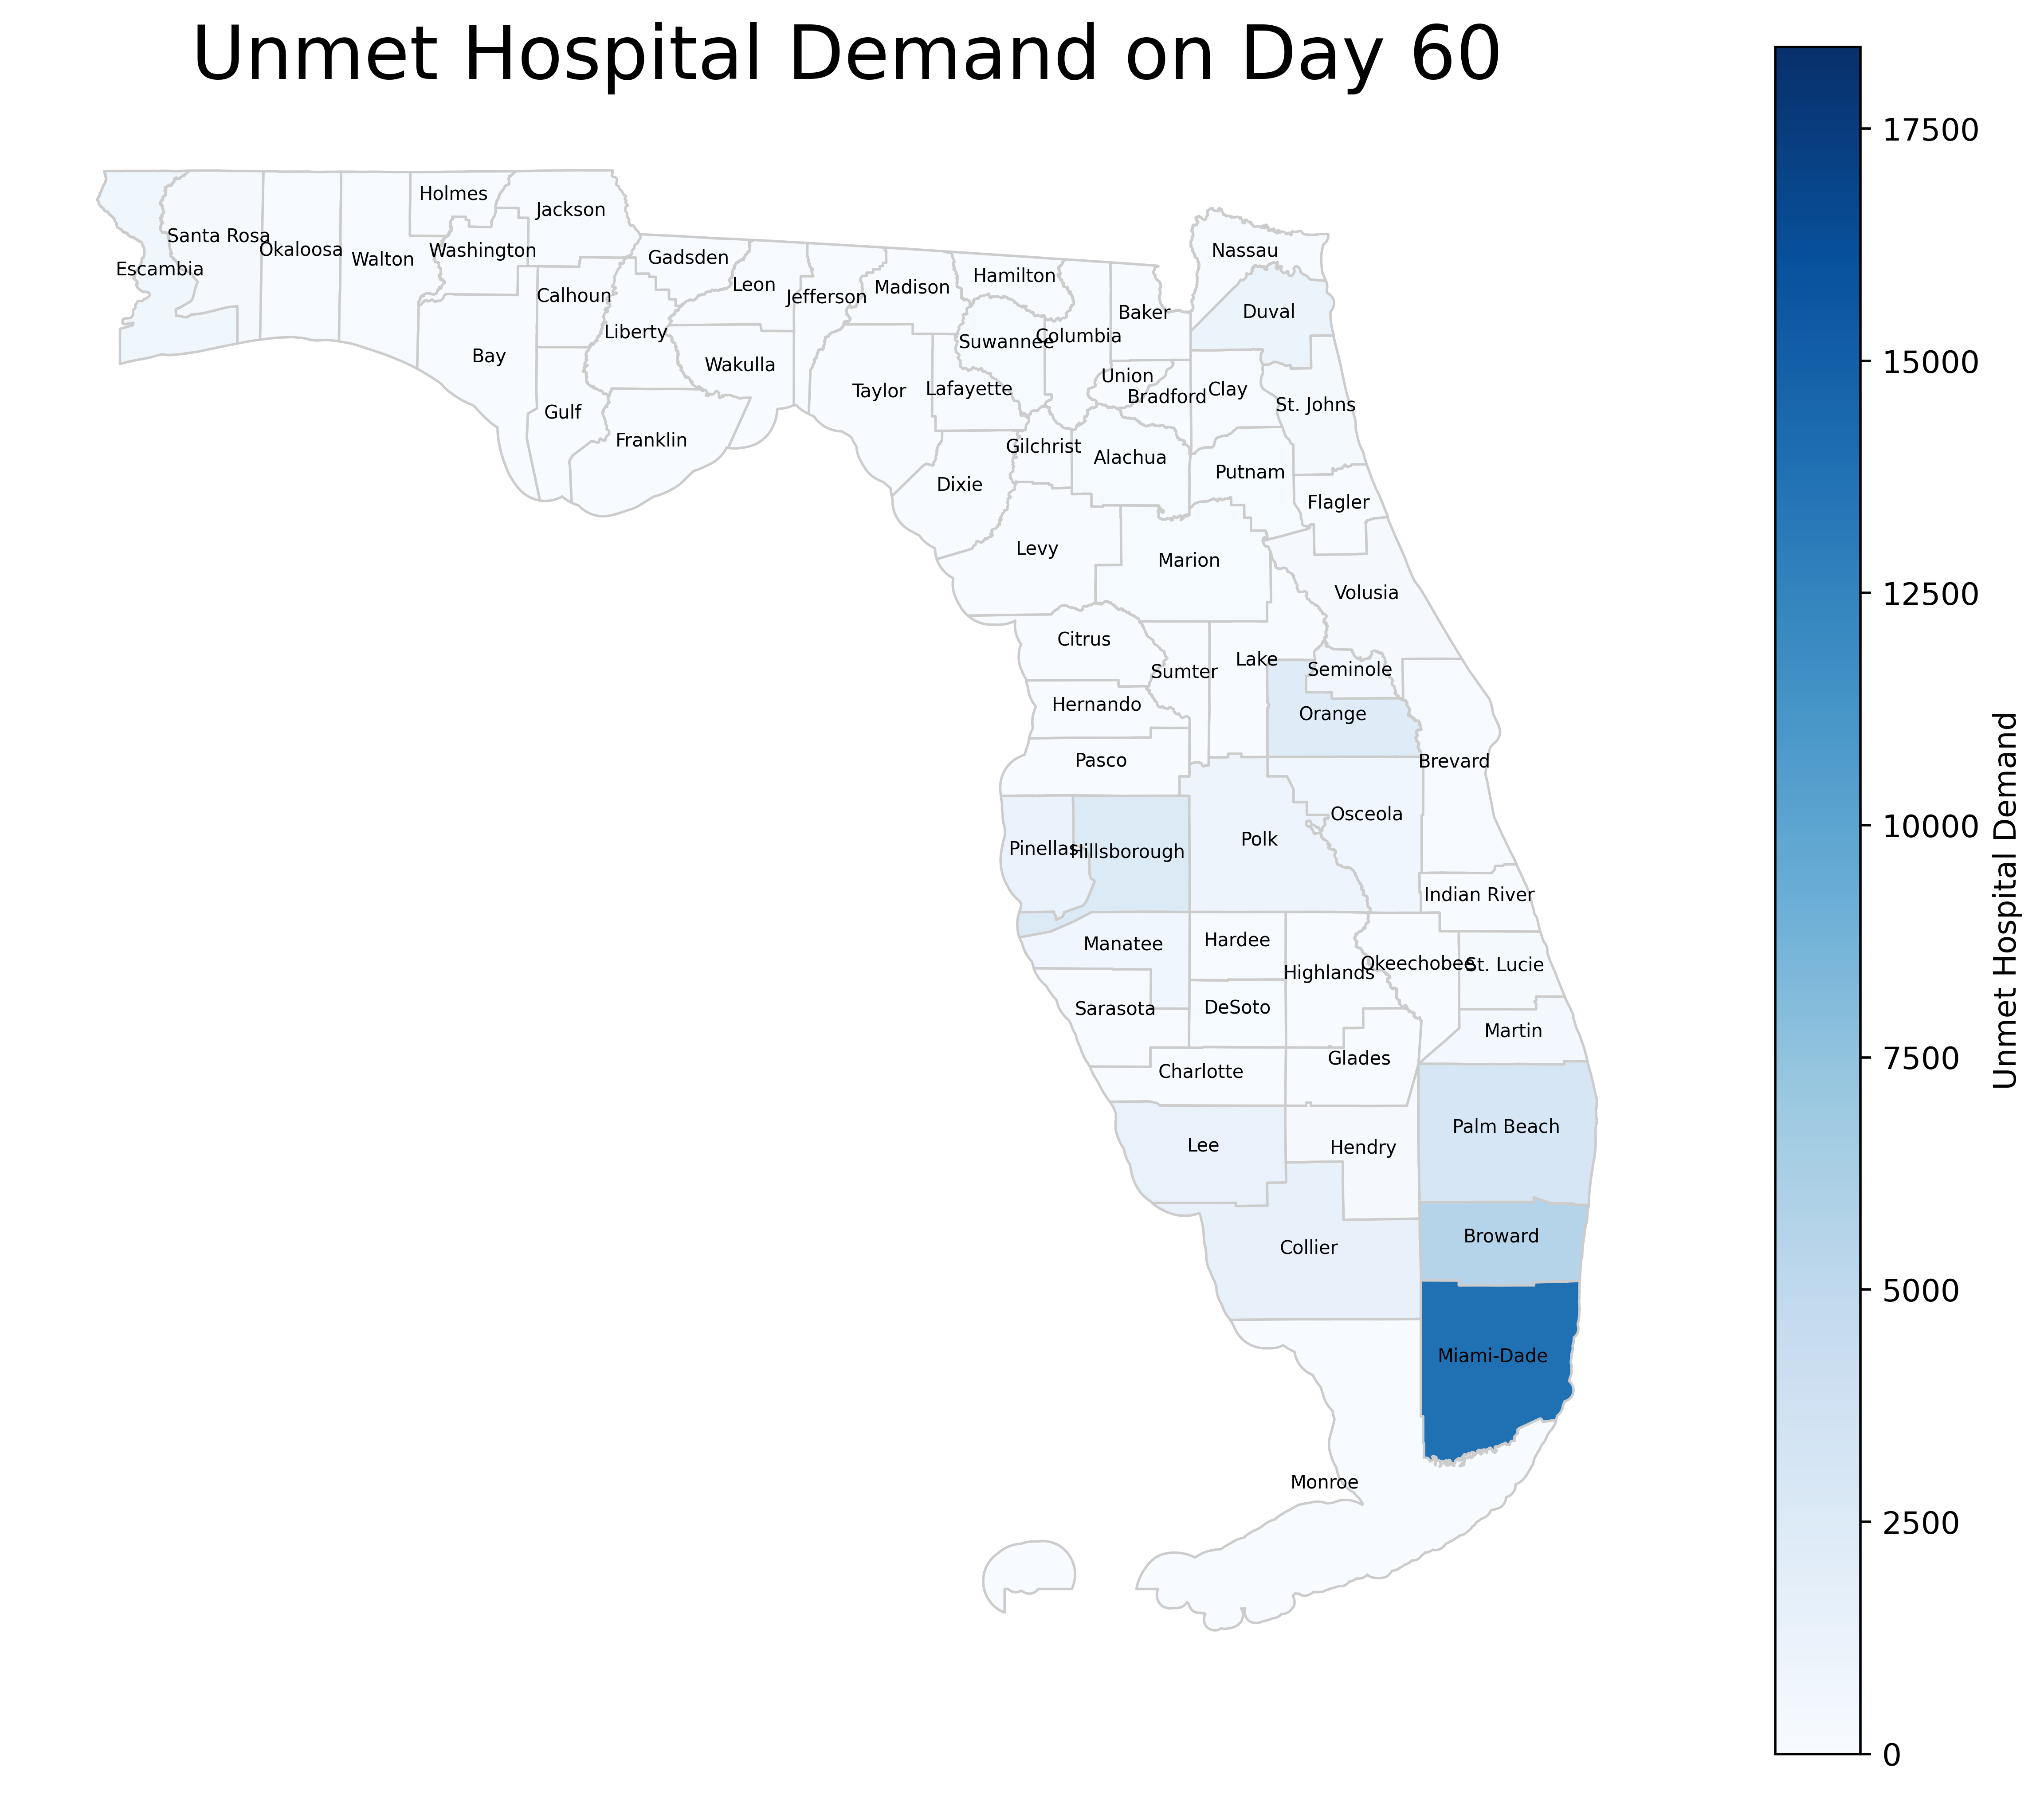 Unmet Hospital Demand on Day 60
Holmes
Jackson
Santa Rosa
Okaloosa
Walton
Washington
Escambia
Gadsden
Leon
Jefferson
Madison
Hamilton
Nassau
Calhoun
Liberty
Baker
Duval
Suwannee
Columbia
Bay
Wakulla
Taylor
Lafayette
Union
Bradford
Clay
St. Johns
Gulf
Franklin
Gilchrist
Alachua
Putnam
Dixie
Flagler
Levy
Marion
Volusia
Citrus
Sumter
Lake
Seminole
Hernando
Orange
Pasco
Brevard
Osceola
Pinellas
Hillsborough
Polk
Indian River
Manatee
Hardee
Highlands
Okeechobee
St. Lucie
Sarasota
DeSoto
Martin
Charlotte
Glades
Palm Beach
Lee
Hendry
Collier
Broward
Miami-Dade
Monroe
17500
15000
12500
10000
7500
5000
2500
0
Unmet Hospital Demand